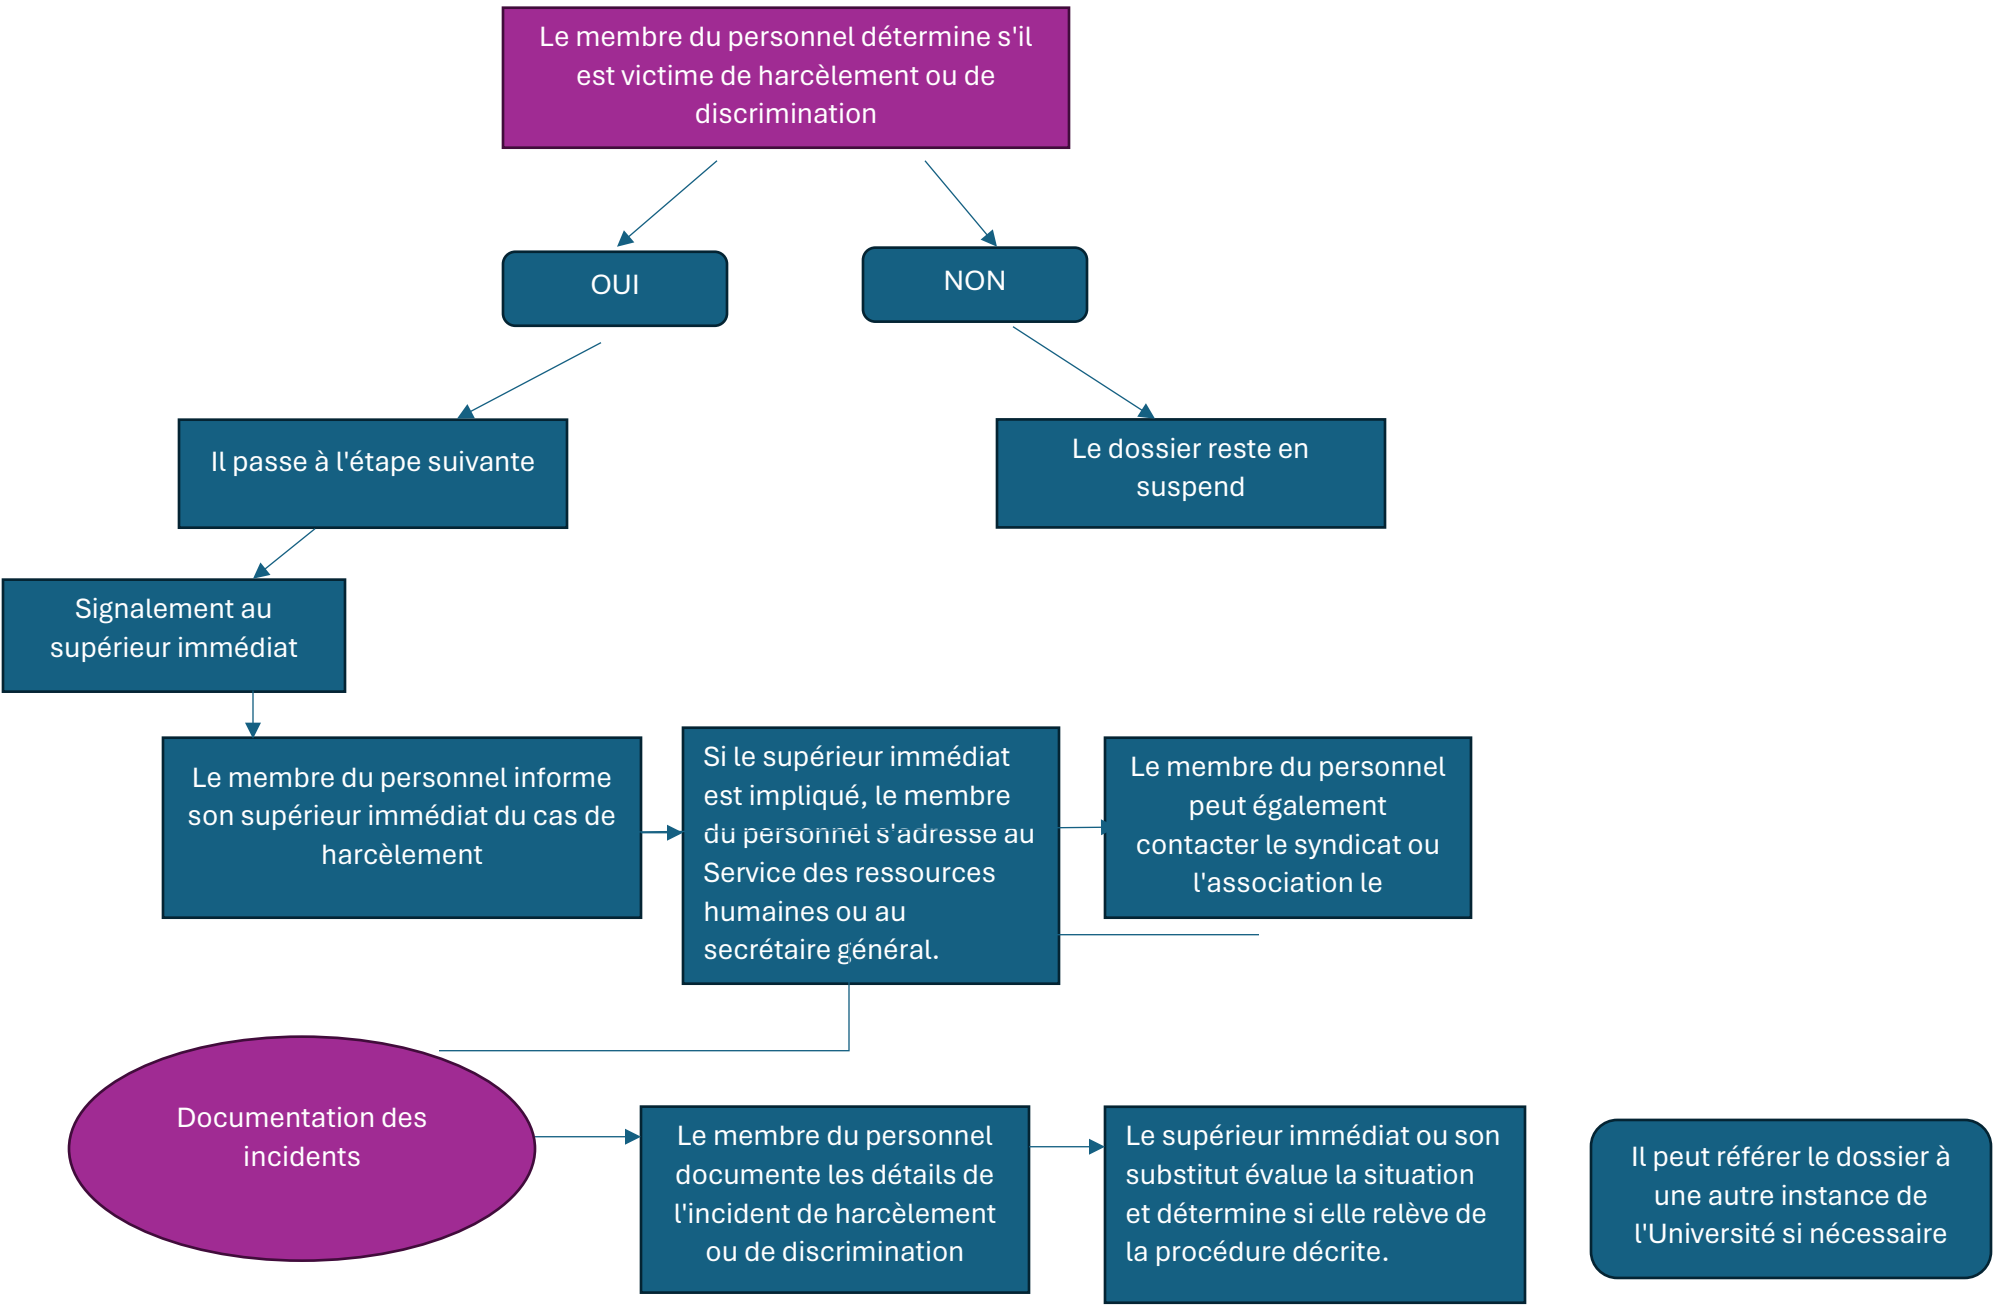 Le membre du personnel détermine s'il
est victime de harcèlement ou de
discrimination
OUI
NON
Il passe à l'étape suivante
Le dossier reste en
suspend
Signalement au
supérieur immédiat
Le membre du personnel informe
son supérieur immédiat du cas de
harcèlement
Si le supérieur immédiat
est impliqué, le membre
du personnel s'adresse au
Service des ressources
humaines ou au
secrétaire général.
Le membre du personnel
peut également
contacter le syndicat ou
l'association le
Documentation des
incidents
Le membre du personnel
documente les détails de
l'incident de harcèlement
ou de discrimination
Le supérieur immédiat ou son
substitut évalue la situation
et détermine si elle relève de
la procédure décrite.
Il peut référer le dossier à
une autre instance de
l'Université si nécessaire